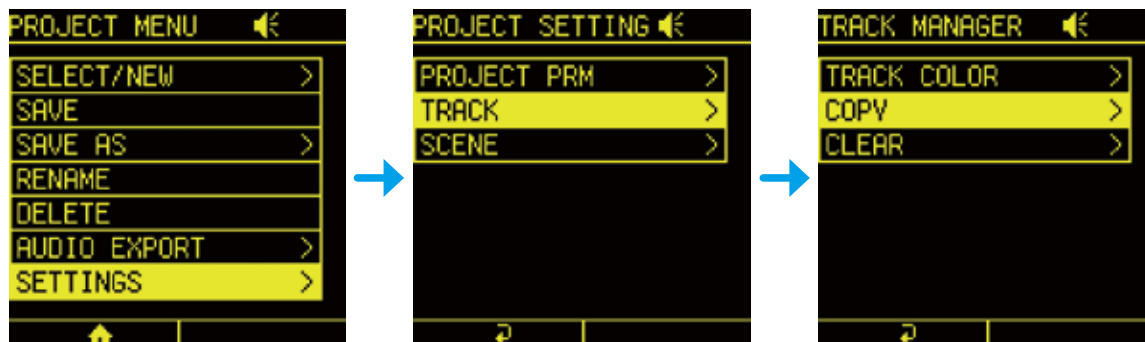 PROJECT MENU
SELECT/NEW >
SAVE
SAVE AS >
RENAME
DELETE
AUDIO EXPORT >
SETTINGS >
PROJECT SETTING
PROJECT PRM >
TRACK >
SCENE >
TRACK MANAGER
TRACK COLOR >
COPY >
CLEAR >